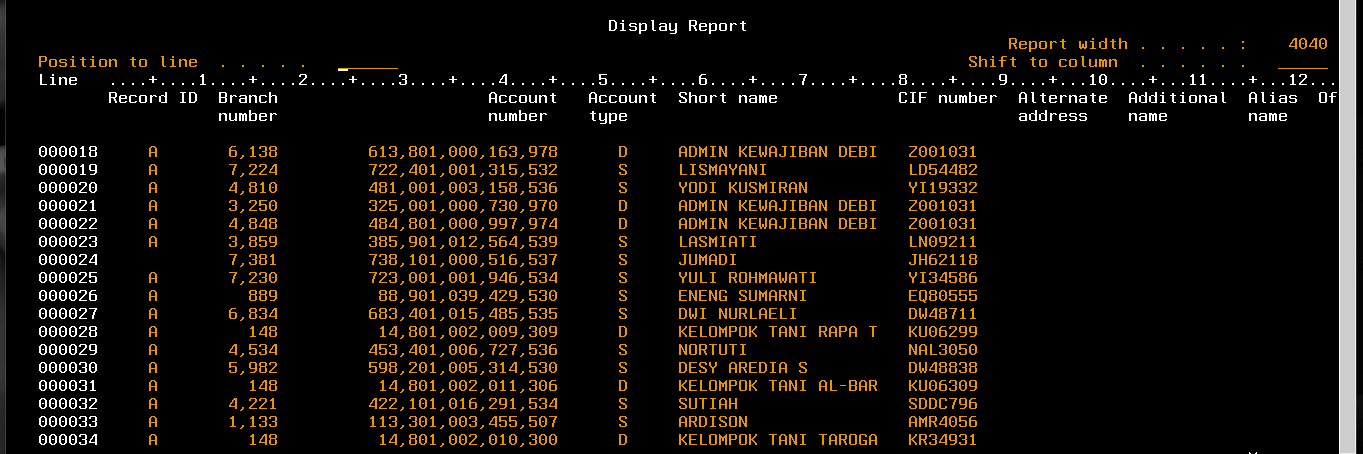 Display Report
Report width . . . . . . : 4040
Position to line . . . . . Shift to column . . . . . .
Line ....+....1....+....2....+....3....+....4....+....5....+....6....+....7....+....8....+....9....+...10....+...11....+...12...
Record ID Branch Account Account Short name CIF number Alternate Additional Alias Of
number number type address name name
000018 A 6,138 613,801,000,163,978 D ADMIN KEWAJIBAN DEBI Z001031
000019 A 7,224 722,401,001,315,532 S LISMAYANI LD54482
000020 A 4,810 481,001,003,158,536 S YODI KUSMIRAN YI19332
000021 A 3,250 325,001,000,730,970 D ADMIN KEWAJIBAN DEBI Z001031
000022 A 4,848 484,801,000,997,974 D ADMIN KEWAJIBAN DEBI Z001031
000023 A 3,859 385,901,012,564,539 S LASMIATI LN09211
000024 7,381 738,101,000,516,537 S JUMADI JH62118
000025 A 7,230 723,001,001,946,534 S YULI ROHMAWATI YI34586
000026 A 889 88,901,039,429,530 S ENENG SUMARNI EQ80555
000027 A 6,834 683,401,015,485,535 S DWI NURLAELI DW48711
000028 A 148 14,801,002,009,309 D KELOMPOK TANI RAPA T KU06299
000029 A 4,534 453,401,006,727,536 S NORTUTI NAL3050
000030 A 5,982 598,201,005,314,530 S DESY AREDIA S DW48838
000031 A 148 14,801,002,011,306 D KELOMPOK TANI AL-BAR KU06309
000032 A 4,221 422,101,016,291,534 S SUTIAH SDDC796
000033 A 1,133 113,301,003,455,507 S ARDISON AMR4056
000034 A 148 14,801,002,010,300 D KELOMPOK TANI TAROGA KR34931